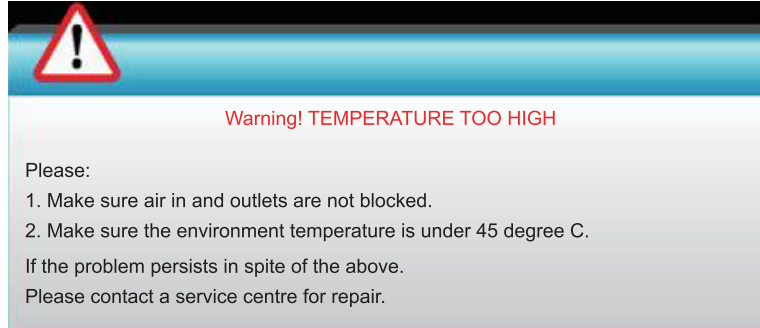 Warning! TEMPERATURE TOO HIGH
Please:
1. Make sure air in and outlets are not blocked.
2. Make sure the environment temperature is under 45 degree C.
If the problem persists in spite of the above.
Please contact a service centre for repair.